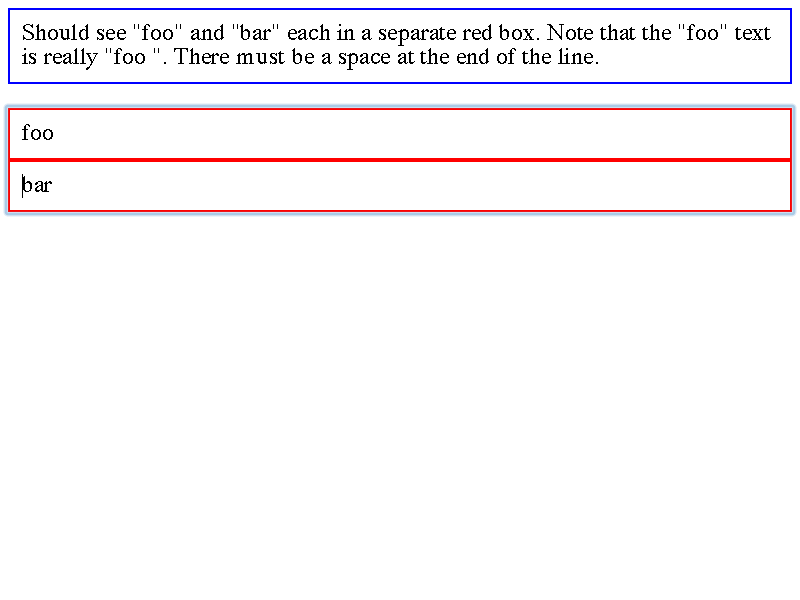 Should see "foo" and "bar" each in a separate red box. Note that the "foo" text
is really "foo ". There must be a space at the end of the line.
foo
bar